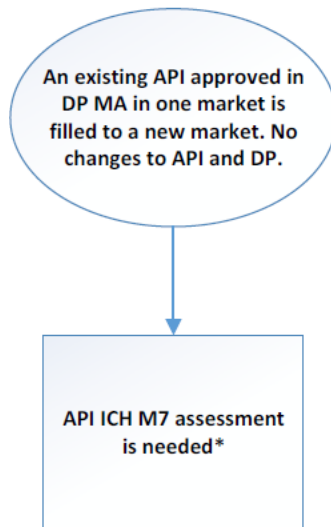 An existing API approved in
DP MA in one market is
filled to a new market. No
changes to API and DP.
API ICH M7 assessment
is needed*